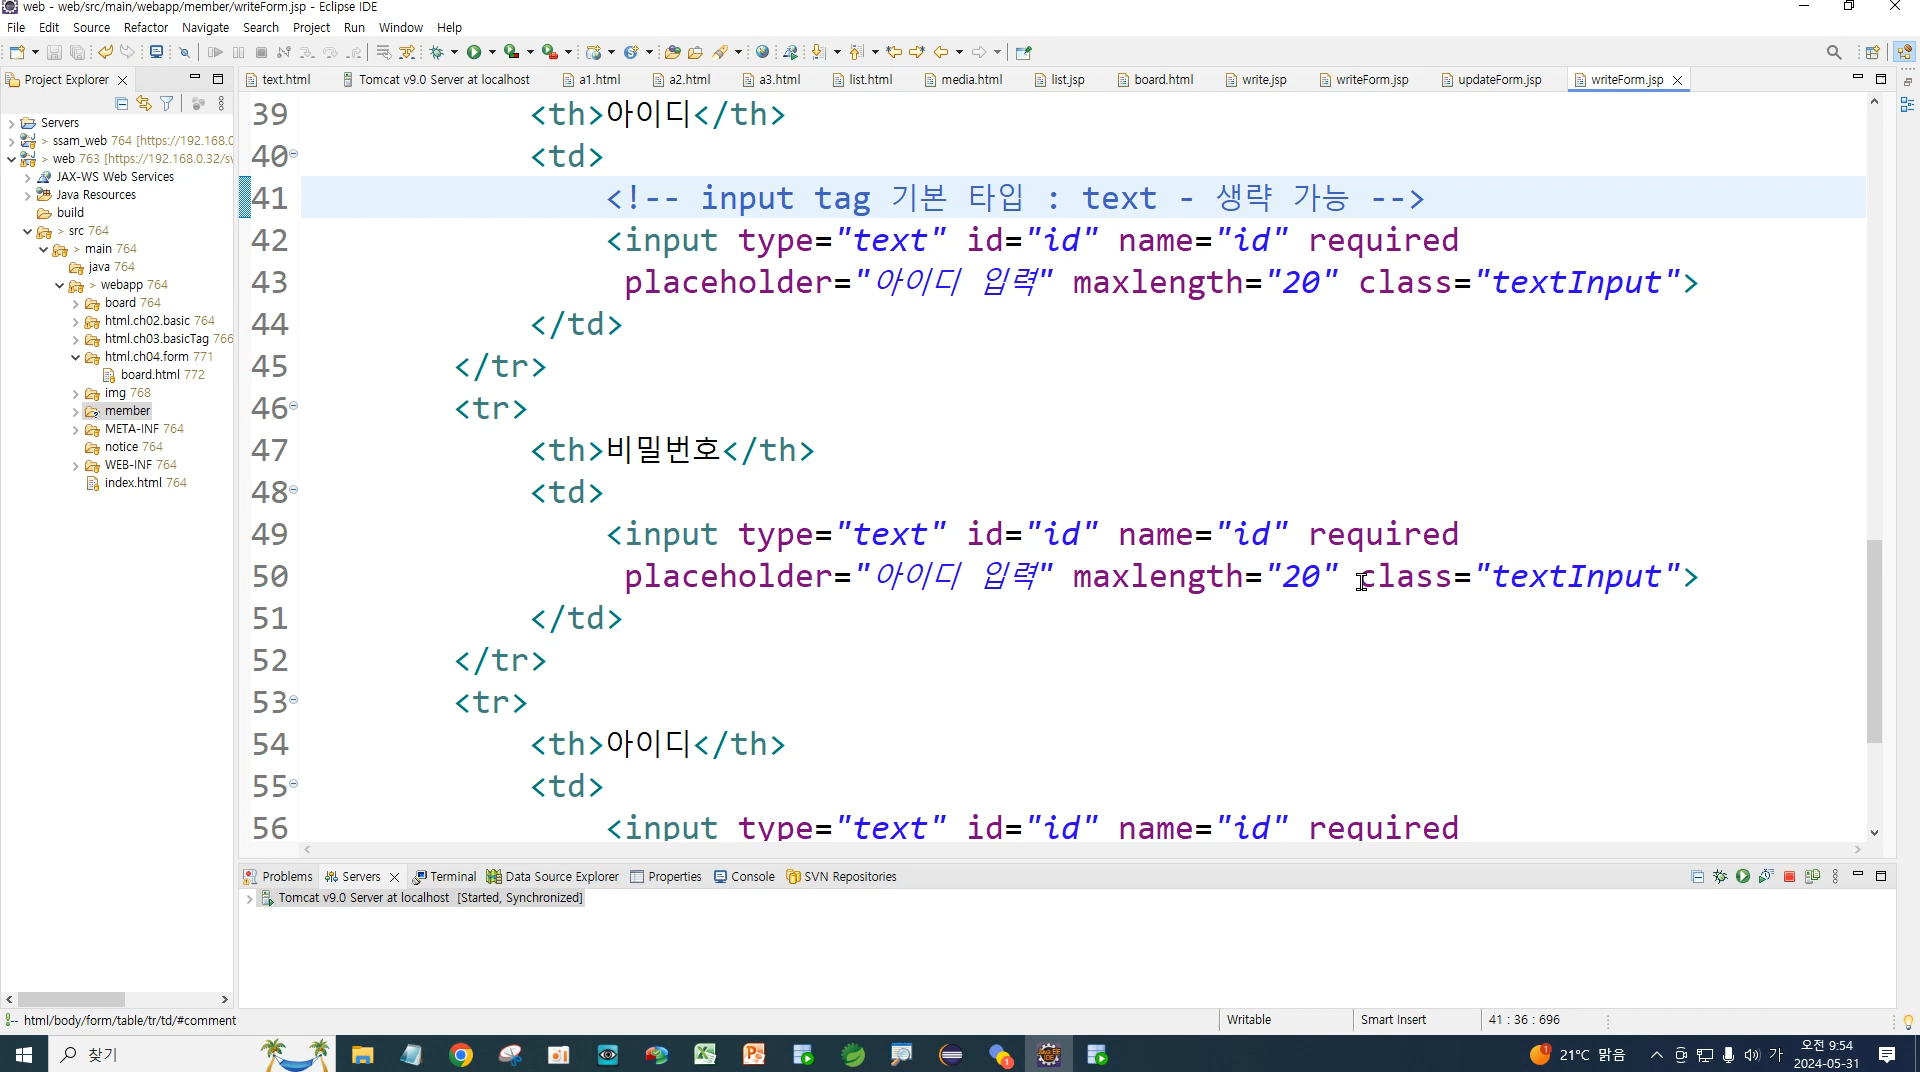 web - web/src/main/webapp/member/writeForm.jsp - Eclipse IDE
File Edit Source Refactor Navigate Search Project Run Window Help
Project Explorer
text.html Tomcat v9.0 Server at localhost a1.html a2.html a3.html list.html media.html list.jsp board.html write.jsp writeForm.jsp updateForm.jsp writeForm.jsp
Servers
> ssam_web 764 [https://192.168.0
> web 763 [https://192.168.0.32/sv
JAX-WS Web Services
Java Resources
build
> src 764
> main 764
java 764
> webapp 764
board 764
html.ch02.basic 764
html.ch03.basicTag 766
html.ch04.form 771
board.html 772
img 768
member
META-INF 764
notice 764
WEB-INF 764
index.html 764
39 <th>아이디</th>
40 <td>
41 <!-- input tag 기본 타입 : text - 생략 가능 -->
42 <input type="text" id="id" name="id" required
43 placeholder="아이디 입력" maxlength="20" class="textInput">
44 </td>
45 </tr>
46 <tr>
47 <th>비밀번호</th>
48 <td>
49 <input type="text" id="id" name="id" required
50 placeholder="아이디 입력" maxlength="20" class="textInput">
51 </td>
52 </tr>
53 <tr>
54 <th>아이디</th>
55 <td>
56 <input type="text" id="id" name="id" required
Problems Servers Terminal Data Source Explorer Properties Console SVN Repositories
Tomcat v9.0 Server at localhost [Started, Synchronized]
html/body/form/table/tr/td/#comment Writable Smart Insert 41 : 36 : 696
찾기 21°C 맑음 가 오전 9:54
2024-05-31